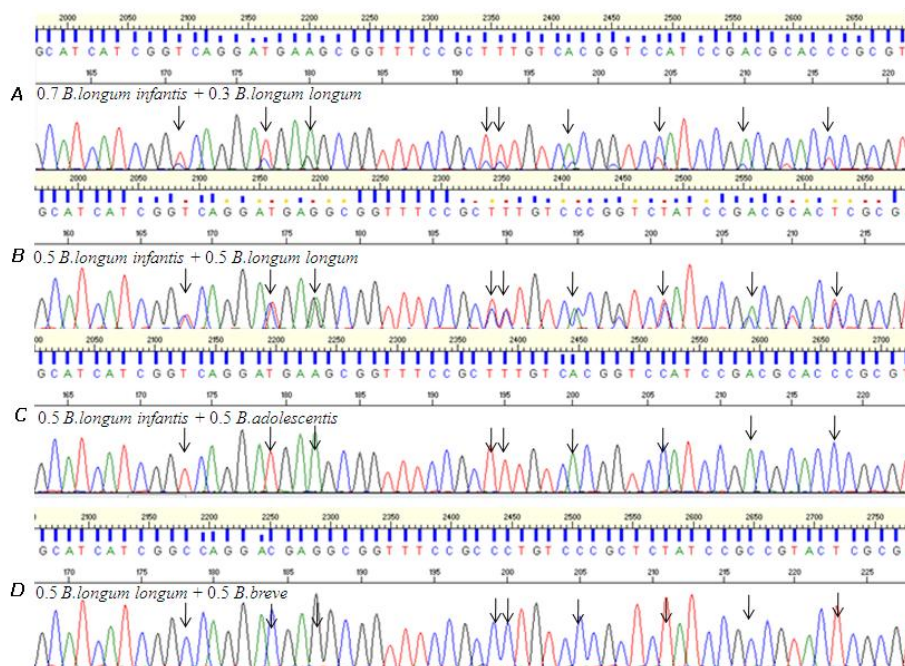 2000 2050 2100 2150 2200 2250 2300 2350 2400 2450 2500 2550 2600 2650
GCATCATCGGTCAGGATGAAGCGGTTTCCGCTTTGTCACGGTCCATCCGACGCACCCGCGT
165 170 175 180 185 190 195 200 205 210 215 220
A 0.7 B.longum infantis + 0.3 B.longum longum
2000 2050 2100 2150 2200 2250 2300 2350 2400 2450 2500 2550 2600 2650
GCATCATCGGTCAGGATGAGGCGGTTTCCGCTTTGTCCCGGTCTATCCGACGCACTCGCG
160 165 170 175 180 185 190 195 200 205 210 215
B 0.5 B.longum infantis + 0.5 B.longum longum
00 2050 2100 2150 2200 2250 2300 2350 2400 2450 2500 2550 2600 2650 2700
GCATCATCGGTCAGGATGAAGCGGTTTCCGCTTTGTCACGGTCCATCCGACGCACCCGCGT
165 170 175 180 185 190 195 200 205 210 215 220
C 0.5 B.longum infantis + 0.5 B.adolescentis
2100 2150 2200 2250 2300 2350 2400 2450 2500 2550 2600 2650 2700 2750
GCATCATCGGCCAGGACGAGGCGGTTTCCGCCCTGTCCCGCTCTATCCGCCGTACTCGCG
170 175 180 185 190 195 200 205 210 215 220 225
D 0.5 B.longum longum + 0.5 B.breve